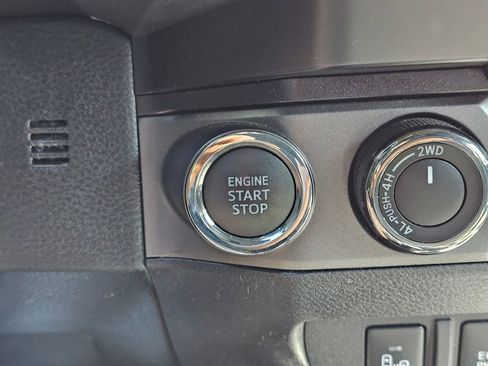 ENGINE
START
STOP
2WD
4L-PUSH-4H